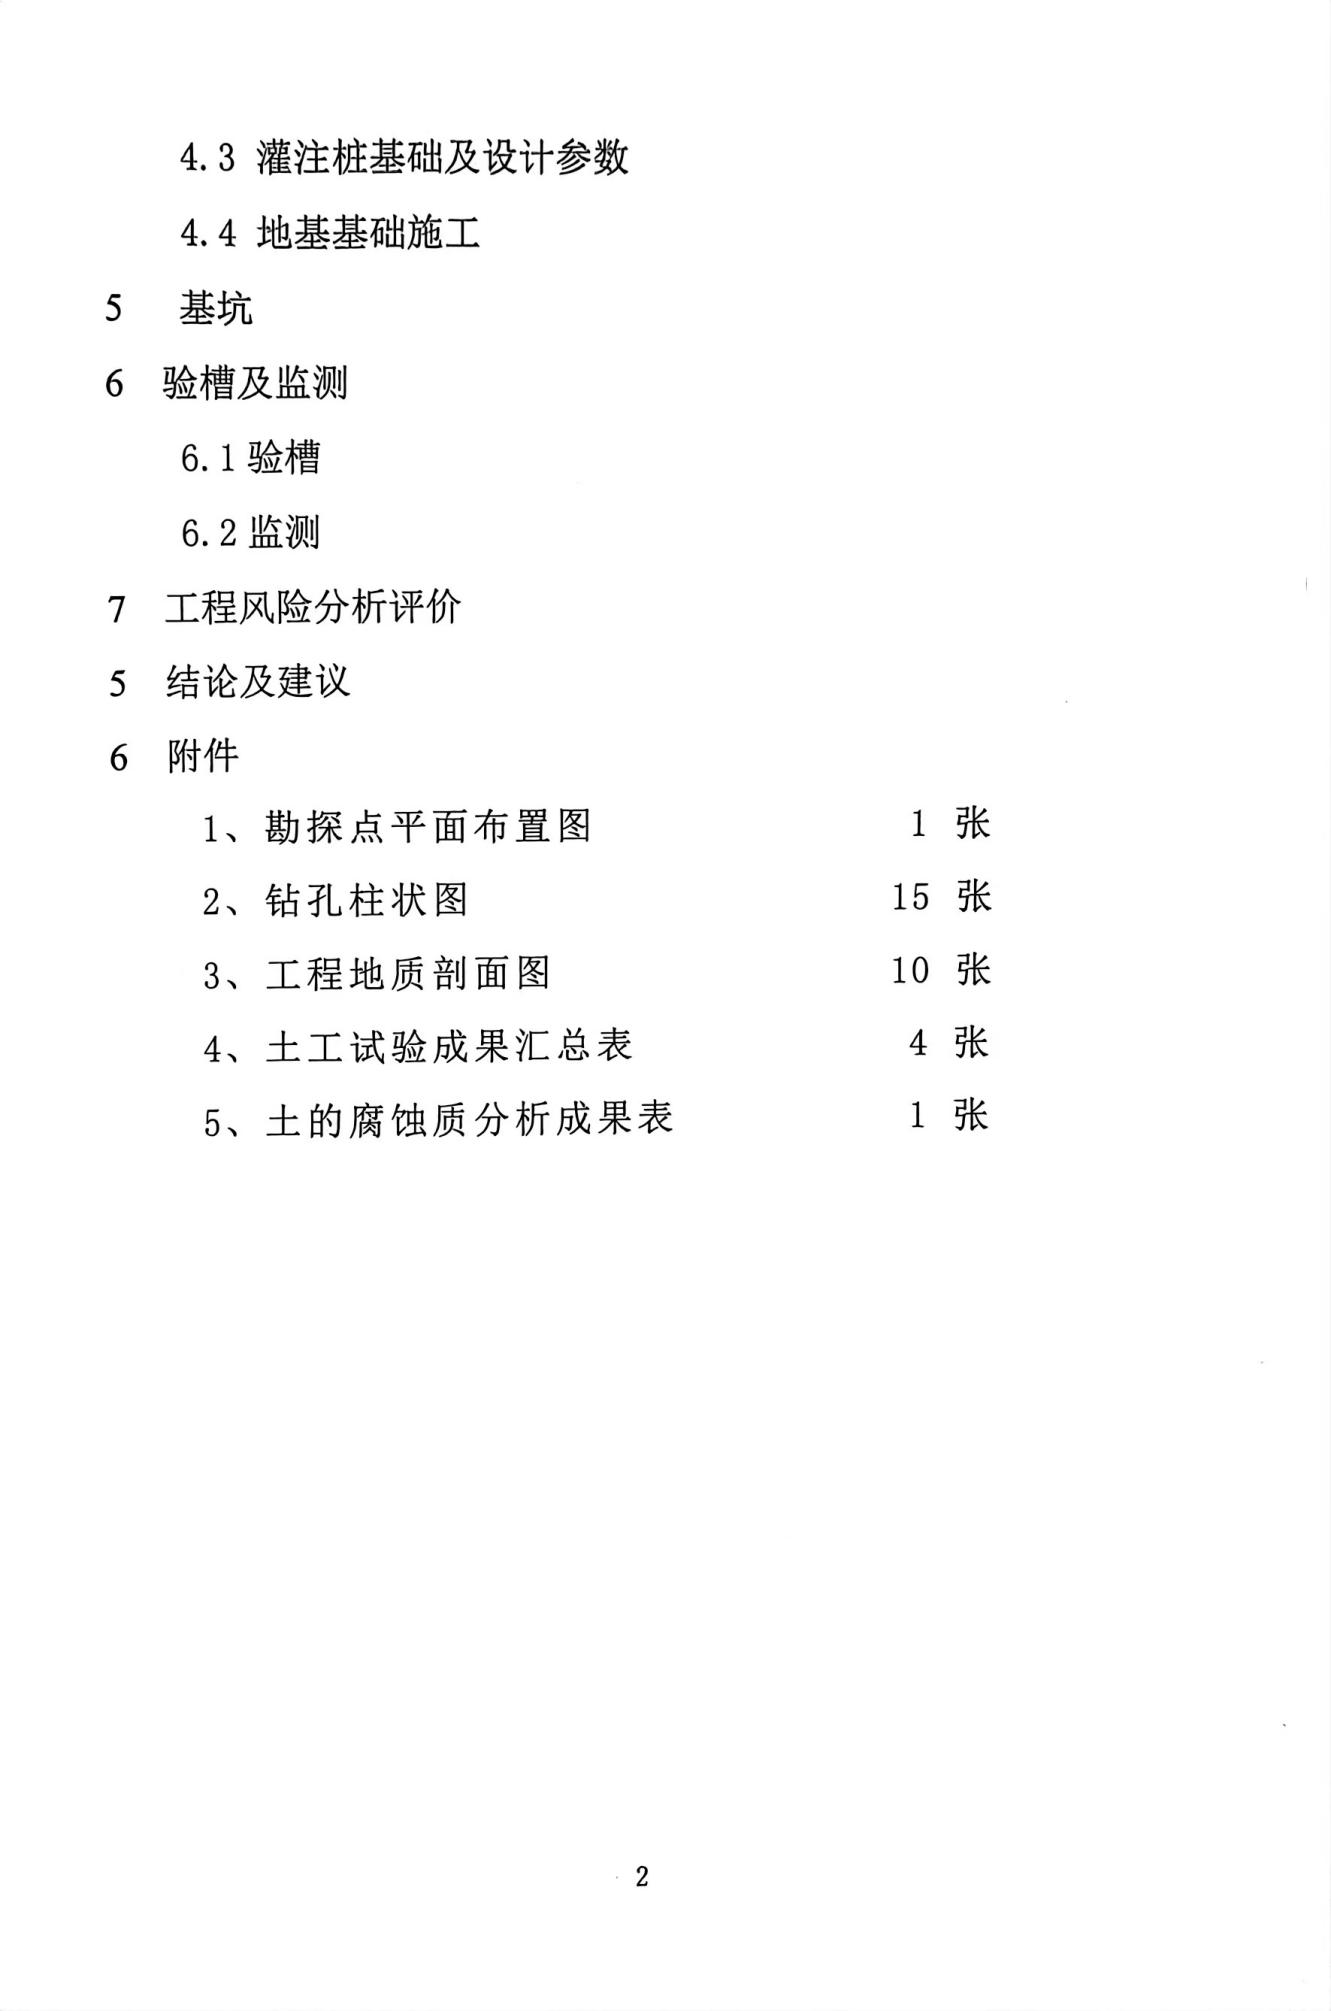 4.3 灌注桩基础及设计参数
4.4 地基基础施工
5 基坑
6 验槽及监测
6.1 验槽
6.2 监测
7 工程风险分析评价
5 结论及建议
6 附件
1、勘探点平面布置图 1 张
2、钻孔柱状图 15 张
3、工程地质剖面图 10 张
4、土工试验成果汇总表 4 张
5、土的腐蚀质分析成果表 1 张
2